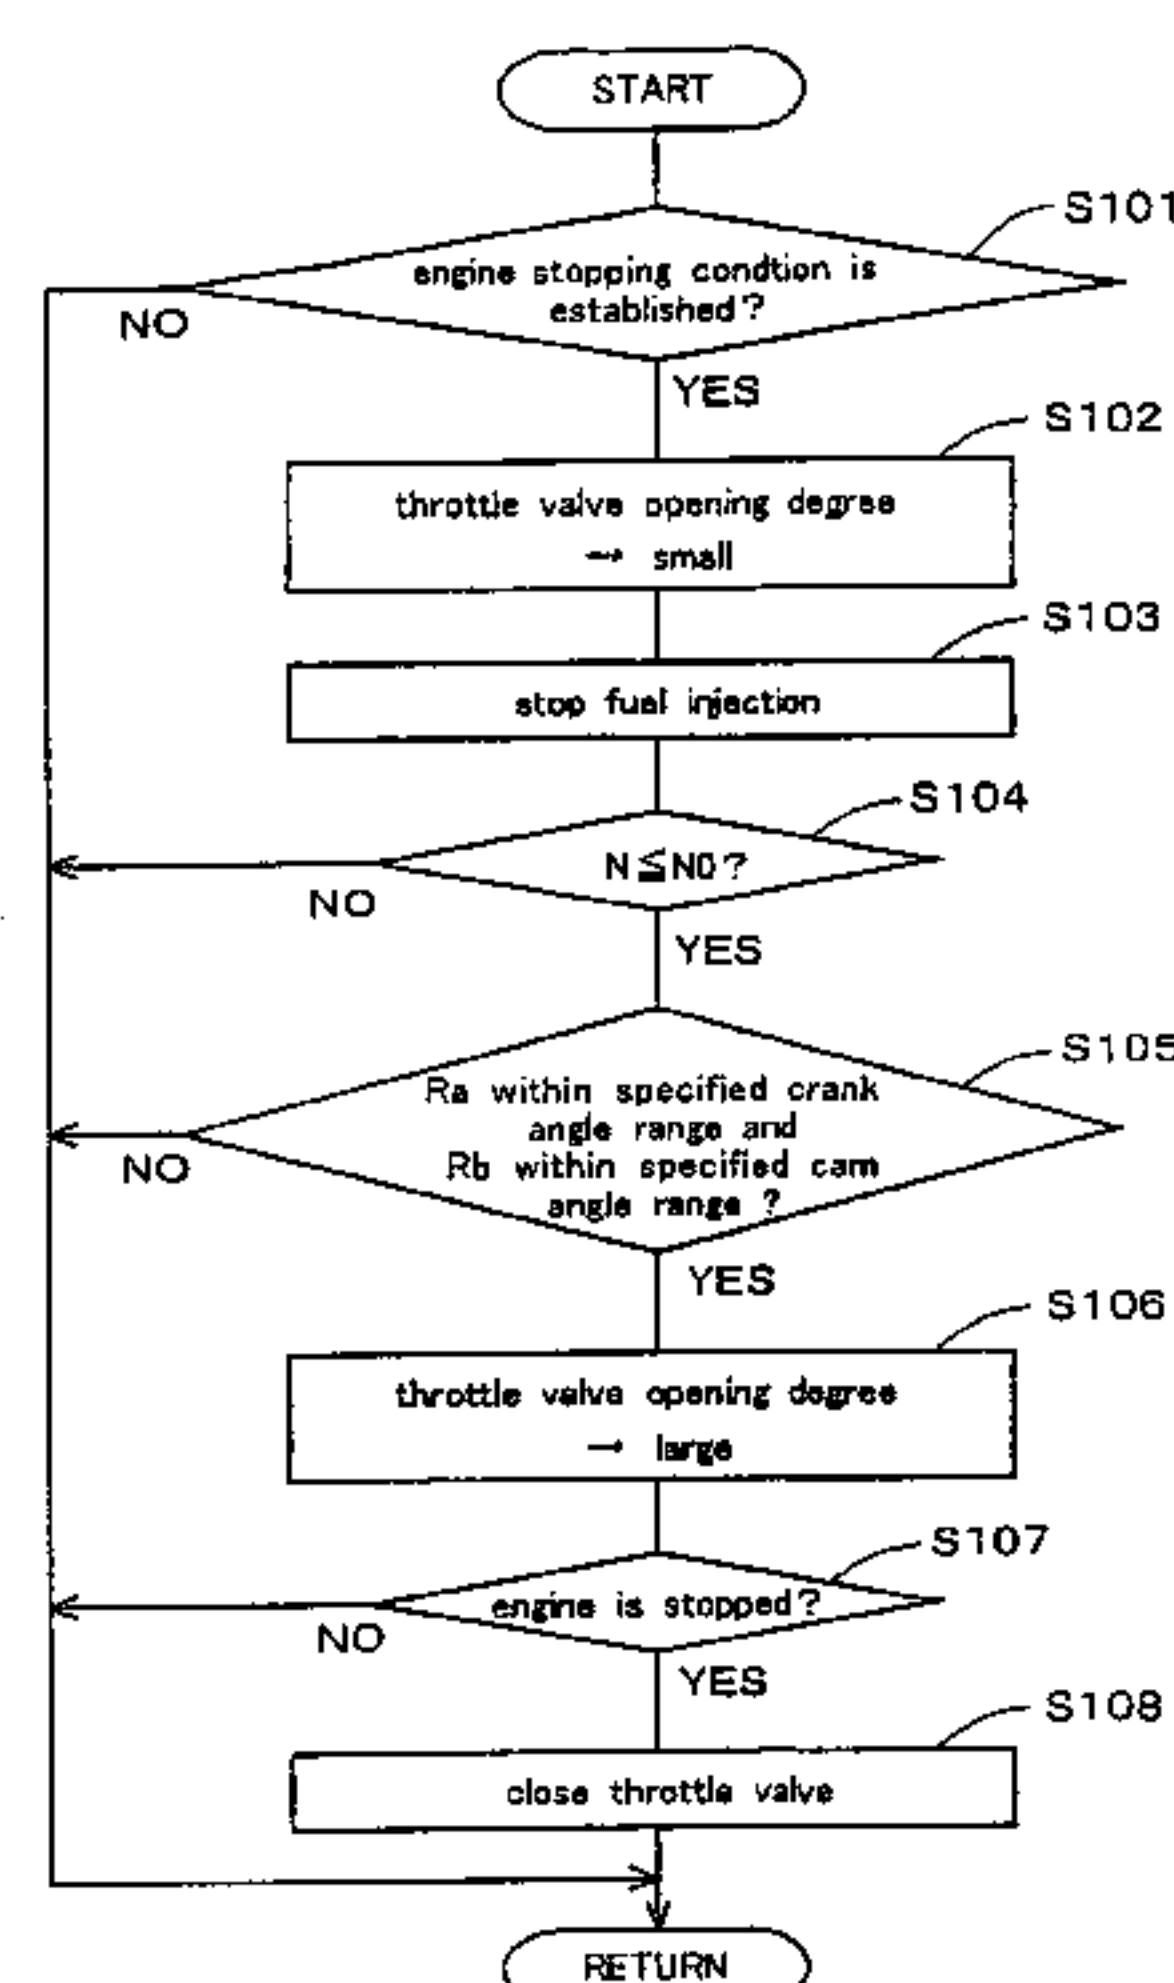 START
S101
engine stopping condtion is
established?
NO
YES
S102
throttle valve opening degree
→ small
S103
stop fuel injection
S104
N≦N0?
NO
YES
S105
Ra within specified crank
angle range and
Rb within specified cam
angle range ?
NO
YES
S106
throttle valve opening degree
→ large
S107
engine is stopped?
NO
YES
S108
close throttle valve
RETURN